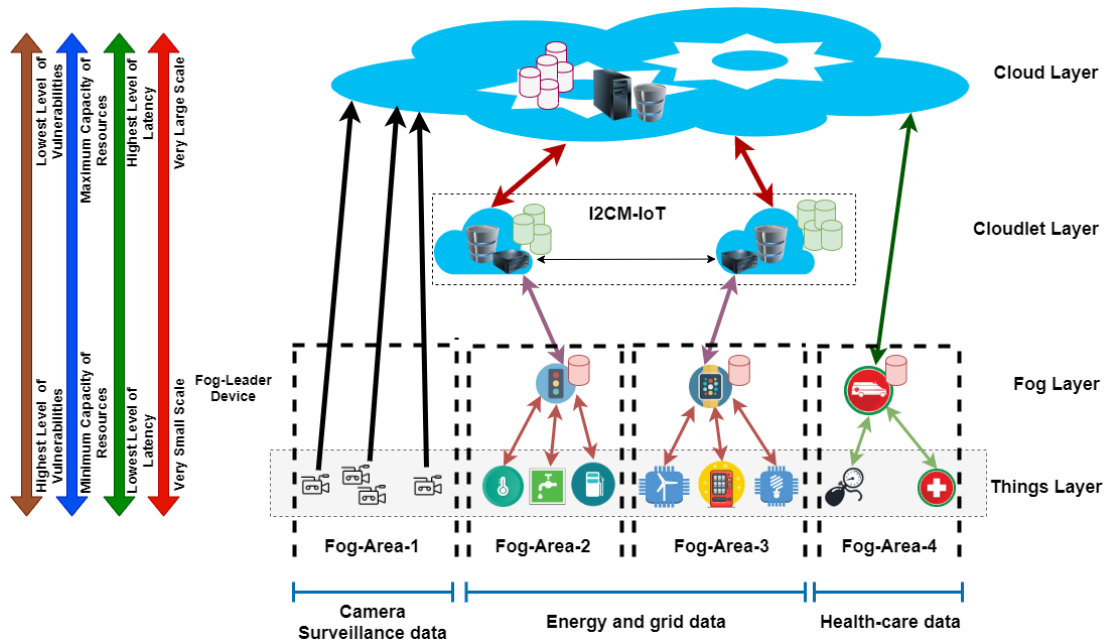 Cloud Layer
Lowest Level of
Vulnerabilities
Maximum Capacity of
Resources
Highest Level of
Latency
Very Large Scale
I2CM-IoT
Cloudlet Layer
Highest Level of
Vulnerabilities
Minimum Capacity of
Resources
Lowest Level of
Latency
Very Small Scale
Fog-Leader
Device
Fog Layer
Things Layer
Fog-Area-1
Fog-Area-2
Fog-Area-3
Fog-Area-4
Camera
Surveillance data
Energy and grid data
Health-care data